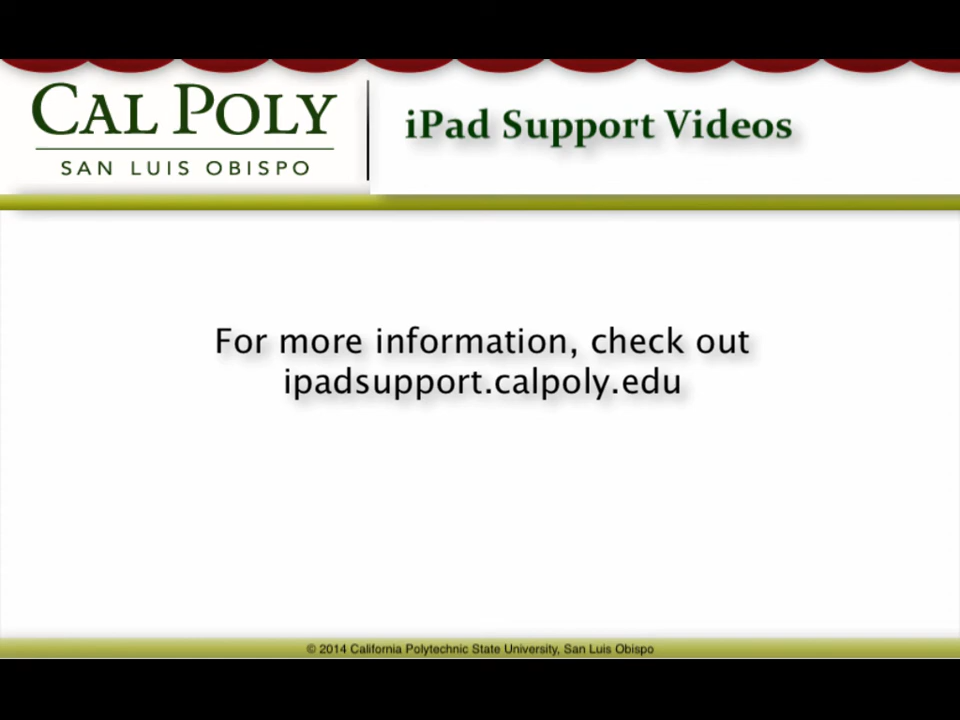 CAL POLY
SAN LUIS OBISPO
iPad Support Videos
For more information, check out
ipadsupport.calpoly.edu
© 2014 California Polytechnic State University, San Luis Obispo